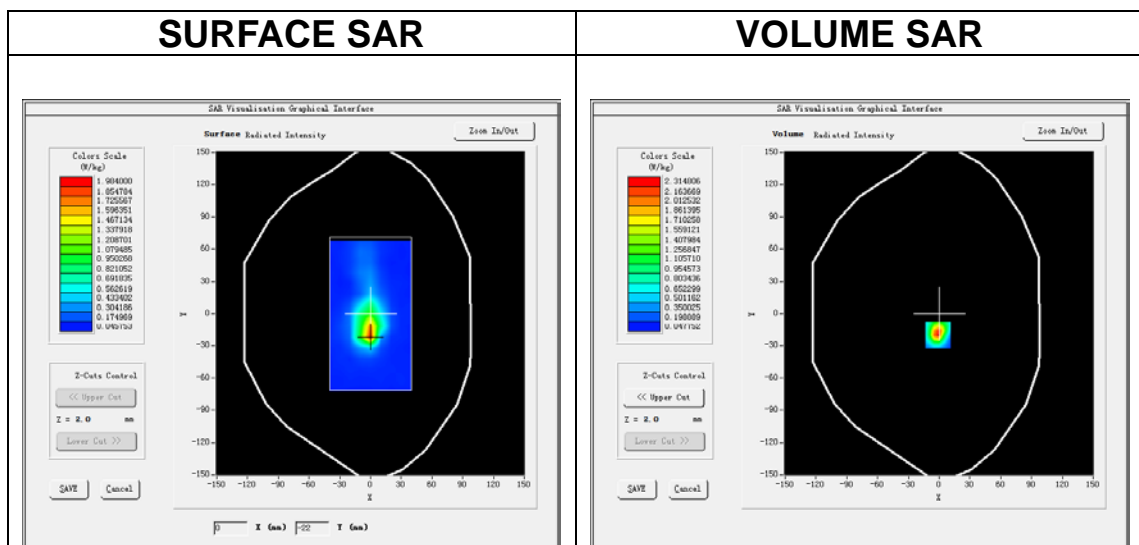 SURFACE SAR
VOLUME SAR
SAR Visualisation Graphical Interface
Surface Radiated Intensity
Zoom In/Out
Colors Scale
(W/kg)
1.984000
1.854784
1.725567
1.596351
1.467134
1.337918
1.208701
1.079485
0.950268
0.821052
0.691835
0.562619
0.433402
0.304186
0.174969
0.045753
150
120
90
60
30
0
-30
-60
-90
-120
-150
Y
-150 -120 -90 -60 -30 0 30 60 90 120 150
X
Z-Cuts Control
<< Upper Cut
Z = 2.0 mm
Lower Cut >>
SAVE Cancel
0 X (mm) -22 Y (mm)
SAR Visualisation Graphical Interface
Volume Radiated Intensity
Zoom In/Out
Colors Scale
(W/kg)
2.314806
2.163669
2.012532
1.861395
1.710258
1.559121
1.407984
1.256847
1.105710
0.954573
0.803436
0.652299
0.501162
0.350025
0.198889
0.047752
150
120
90
60
30
0
-30
-60
-90
-120
-150
Y
-150 -120 -90 -60 -30 0 30 60 90 120 150
X
Z-Cuts Control
<< Upper Cut
Z = 2.0 mm
Lower Cut >>
SAVE Cancel